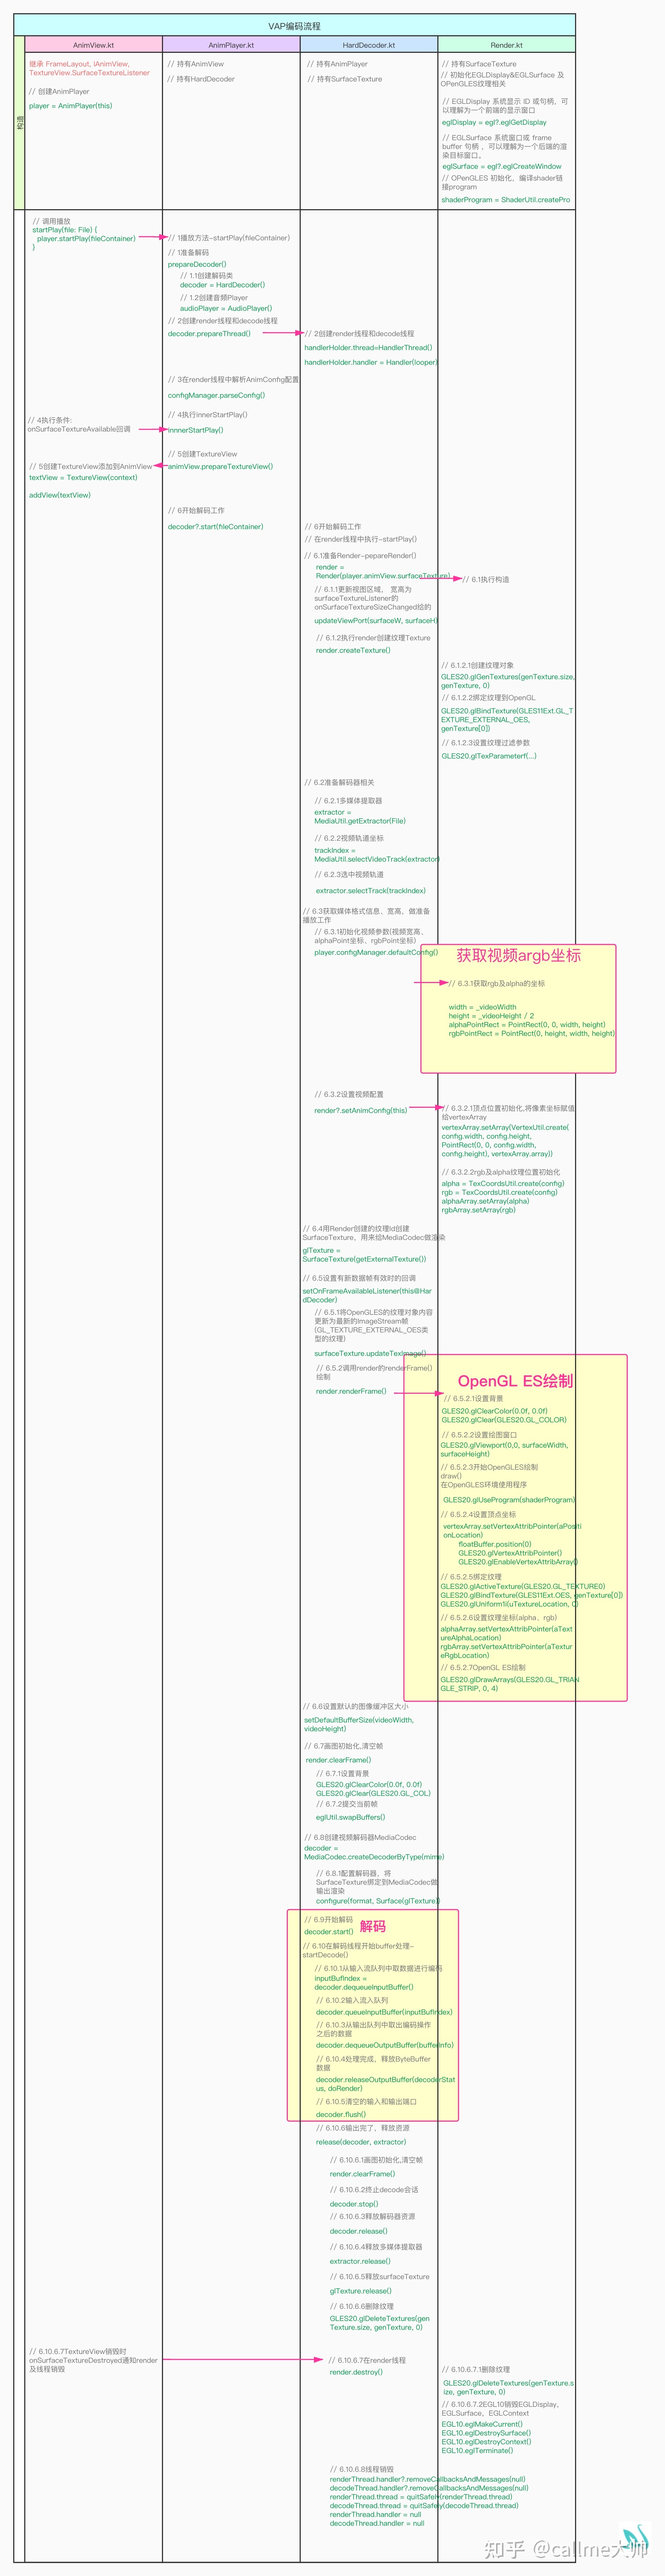 VAP编码流程
AnimView.kt
AnimPlayer.kt
HardDecoder.kt
Render.kt
构造
继承 FrameLayout, IAnimView,
TextureView.SurfaceTextureListener
// 创建AnimPlayer
player = AnimPlayer(this)
// 持有AnimView
// 持有HardDecoder
// 持有AnimPlayer
// 持有SurfaceTexture
// 持有SurfaceTexture
// 初始化EGLDisplay&EGLSurface 及
OPenGLES纹理相关
// EGLDisplay 系统显示 ID 或句柄，可
以理解为一个前端的显示窗口
eglDisplay = egl?.eglGetDisplay
// EGLSurface 系统窗口或 frame
buffer 句柄 ，可以理解为一个后端的渲
染目标窗口。
eglSurface = egl?.eglCreateWindow
// OPENGLES 初始化，编译shader链
接program
shaderProgram = ShaderUtil.createPro
// 调用播放
startPlay(file: File) {
player.startPlay(fileContainer)
}
// 1播放方法-startPlay(fileContainer)
// 1准备解码
prepareDecoder()
// 1.1创建解码类
decoder = HardDecoder()
// 1.2创建音频Player
audioPlayer = AudioPlayer()
// 2创建render线程和decode线程
decoder.prepareThread()
// 2创建render线程和decode线程
handlerHolder.thread=HandlerThread()
handlerHolder.handler = Handler(looper)
// 3在render线程中解析AnimConfig配置
configManager.parseConfig()
// 4执行innerStartPlay()
// 4执行条件:
onSurfaceTextureAvailable回调
innnerStartPlay()
// 5创建TextureView
// 5创建TextureView添加到AnimView
animView.prepareTextureView()
textView = TextureView(context)
addView(textView)
// 6开始解码工作
decoder?.start(fileContainer)
// 6开始解码工作
// 在render线程中执行-startPlay()
// 6.1准备Render-pepareRender()
render =
Render(player.animView.surfaceTexture)
// 6.1执行构造
// 6.1.1更新视图区域， 宽高为
surfaceTextureListener的
onSurfaceTextureSizeChanged给的
updateViewPort(surfaceW, surfaceH)
// 6.1.2执行render创建纹理Texture
render.createTexture()
// 6.1.2.1创建纹理对象
GLES20.glGenTextures(genTexture.size,
genTexture, 0)
// 6.1.2.2绑定纹理到OpenGL
GLES20.glBindTexture(GLES11Ext.GL_T
EXTURE_EXTERNAL_OES,
genTexture[0])
// 6.1.2.3设置纹理过滤参数
GLES20.glTexParameterf(...)
// 6.2准备解码器相关
// 6.2.1多媒体提取器
extractor =
MediaUtil.getExtractor(File)
// 6.2.2视频轨道坐标
trackIndex =
MediaUtil.selectVideoTrack(extractor)
// 6.2.3选中视频轨道
extractor.selectTrack(trackIndex)
// 6.3获取媒体格式信息、宽高，做准备
播放工作
// 6.3.1初始化视频参数(视频宽高、
alphaPoint坐标、rgbPoint坐标)
player.configManager.defaultConfig()
获取视频argb坐标
// 6.3.1获取rgb及alpha的坐标
width = _videoWidth
height = _videoHeight / 2
alphaPointRect = PointRect(0, 0, width, height)
rgbPointRect = PointRect(0, height, width, height)
// 6.3.2设置视频配置
render?.setAnimConfig(this)
// 6.3.2.1顶点位置初始化,将像素坐标赋值
给vertexArray
vertexArray.setArray(VertexUtil.create(
config.width, config.height,
PointRect(0, 0, config.width,
config.height), vertexArray.array))
// 6.3.2.2rgb及alpha纹理位置初始化
alpha = TexCoordsUtil.create(config)
rgb = TexCoordsUtil.create(config)
alphaArray.setArray(alpha)
rgbArray.setArray(rgb)
// 6.4用Render创建的纹理Id创建
SurfaceTexture，用来给MediaCodec做渲染
glTexture =
SurfaceTexture(getExternalTexture())
// 6.5设置有新数据帧有效时的回调
setOnFrameAvailableListener(this@Har
dDecoder)
// 6.5.1将OpenGLES的纹理对象内容
更新为最新的ImageStream帧
(GL_TEXTURE_EXTERNAL_OES类
型的纹理)
surfaceTexture.updateTexImage()
// 6.5.2调用render的renderFrame()
绘制
render.renderFrame()
OpenGL ES绘制
// 6.5.2.1设置背景
GLES20.glClearColor(0.0f, 0.0f)
GLES20.glClear(GLES20.GL_COLOR)
// 6.5.2.2设置绘图窗口
GLES20.glViewport(0,0, surfaceWidth,
surfaceHeight)
// 6.5.2.3开始OpenGLES绘制
draw()
在OpenGLES环境使用程序
GLES20.glUseProgram(shaderProgram)
// 6.5.2.4设置顶点坐标
vertexArray.setVertexAttribPointer(aPositi
onLocation)
floatBuffer.position(0)
GLES20.glVertexAttribPointer()
GLES20.glEnableVertexAttribArray()
// 6.5.2.5绑定纹理
GLES20.glActiveTexture(GLES20.GL_TEXTURE0)
GLES20.glBindTexture(GLES11Ext.OES, genTexture[0])
GLES20.glUniform1i(uTextureLocation, 0)
// 6.5.2.6设置纹理坐标(alpha、rgb)
alphaArray.setVertexAttribPointer(aText
ureAlphaLocation)
rgbArray.setVertexAttribPointer(aTextur
eRgbLocation)
// 6.5.2.7OpenGL ES绘制
GLES20.glDrawArrays(GLES20.GL_TRIAN
GLE_STRIP, 0, 4)
// 6.6设置默认的图像缓冲区大小
setDefaultBufferSize(videoWidth,
videoHeight)
// 6.7画图初始化,清空帧
render.clearFrame()
// 6.7.1设置背景
GLES20.glClearColor(0.0f, 0.0f)
GLES20.glClear(GLES20.GL_COL)
// 6.7.2提交当前帧
eglUtil.swapBuffers()
// 6.8创建视频解码器MediaCodec
decoder =
MediaCodec.createDecoderByType(mime)
// 6.8.1配置解码器，将
SurfaceTexture绑定到MediaCodec做
输出渲染
configure(format, Surface(glTexture))
// 6.9开始解码
解码
decoder.start()
// 6.10在解码线程开始buffer处理-
startDecode()
// 6.10.1从输入流队列中取数据进行编码
inputBufIndex =
decoder.dequeueInputBuffer()
// 6.10.2输入流入队列
decoder.queueInputBuffer(inputBufIndex)
// 6.10.3从输出队列中取出编码操作
之后的数据
decoder.dequeueOutputBuffer(bufferInfo)
// 6.10.4处理完成，释放ByteBuffer
数据
decoder.releaseOutputBuffer(decoderStat
us, doRender)
// 6.10.5清空的输入和输出端口
decoder.flush()
// 6.10.6输出完了，释放资源
release(decoder, extractor)
// 6.10.6.1画图初始化,清空帧
render.clearFrame()
// 6.10.6.2终止decode会话
decoder.stop()
// 6.10.6.3释放解码器资源
decoder.release()
// 6.10.6.4释放多媒体提取器
extractor.release()
// 6.10.6.5释放surfaceTexture
glTexture.release()
// 6.10.6.6删除纹理
GLES20.glDeleteTextures(gen
Texture.size, genTexture, 0)
// 6.10.6.7TextureView销毁时
onSurfaceTextureDestroyed通知render
及线程销毁
// 6.10.6.7在render线程
render.destroy()
// 6.10.6.7.1删除纹理
GLES20.glDeleteTextures(genTexture.s
ize, genTexture, 0)
// 6.10.6.7.2EGL10销毁EGLDisplay、
EGLSurface、EGLContext
EGL10.eglMakeCurrent()
EGL10.eglDestroySurface()
EGL10.eglDestroyContext()
EGL10.eglTerminate()
// 6.10.6.8线程销毁
renderThread.handler?.removeCallbacksAndMessages(null)
decodeThread.handler?.removeCallbacksAndMessages(null)
renderThread.thread = quitSafely(renderThread.thread)
decodeThread.thread = quitSafely(decodeThread.thread)
renderThread.handler = null
decodeThread.handler = null
知乎 @callme大师